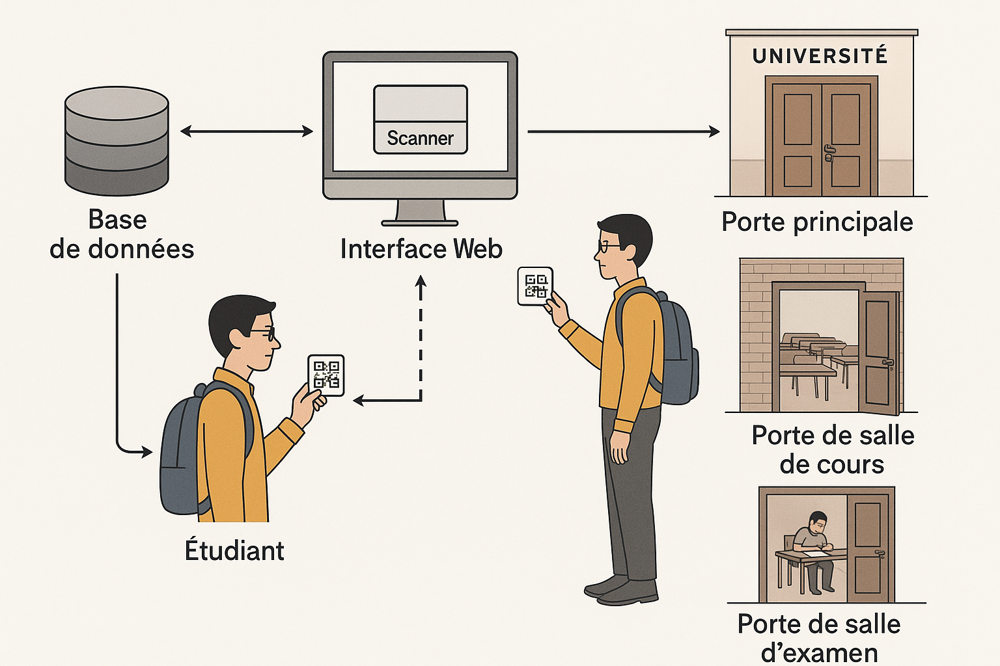 UNIVERSITÉ
Scanner
Base
de données
Interface Web
Porte principale
Étudiant
Porte de salle
de cours
Porte de salle
d’examen